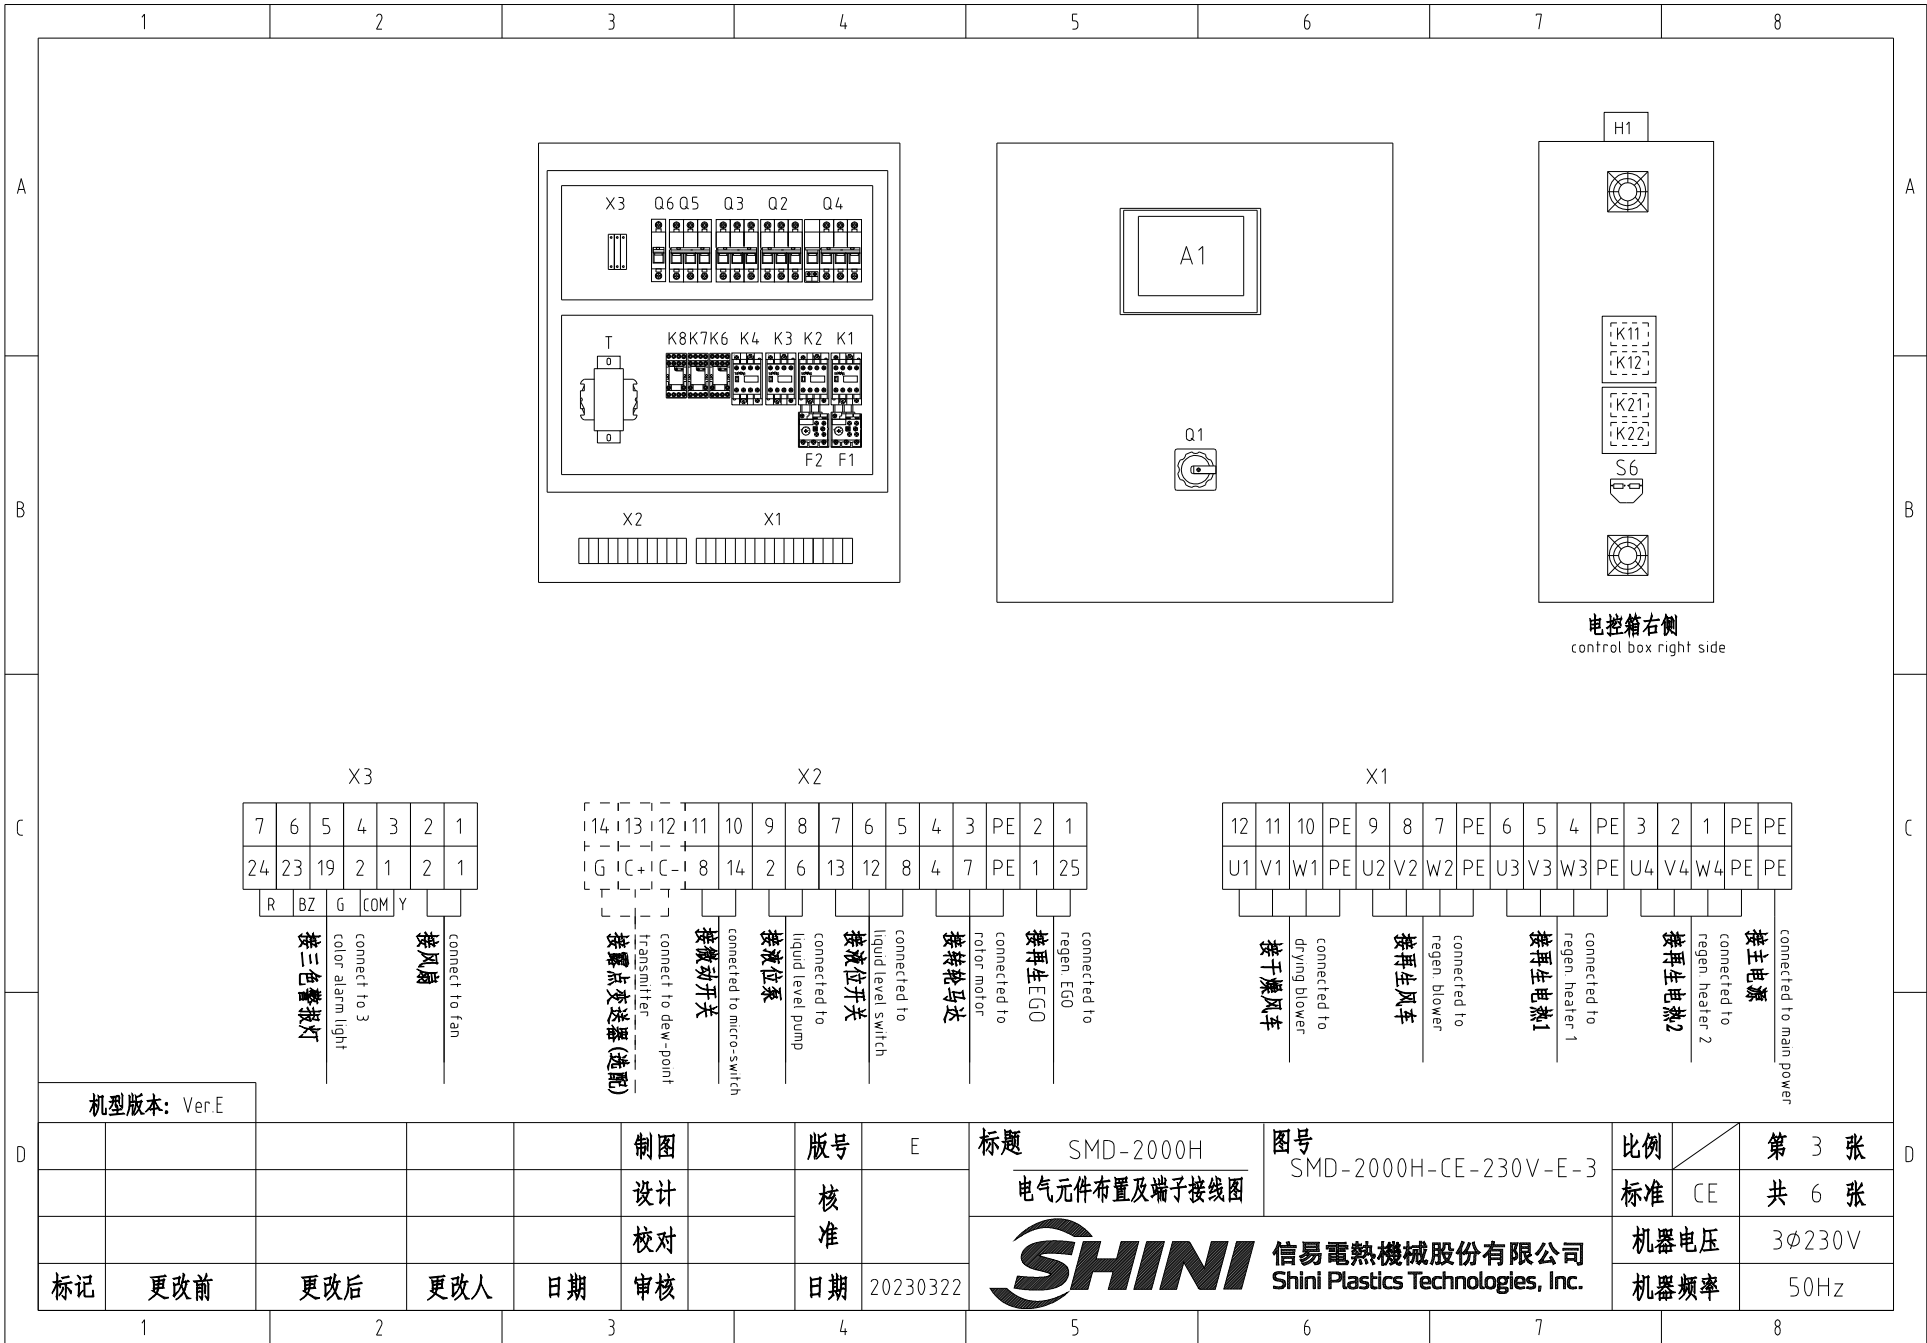 1 2 3 4 5 6 7 8
A A
B B
C C
D D
H1
X3 Q6 Q5 Q3 Q2 Q4
A1
T K8 K7 K6 K4 K3 K2 K1
K11
K12
K21
K22
S6
Q1
F2 F1
X2 X1
电控箱右侧
control box right side
X3
7 6 5 4 3 2 1
24 23 19 2 1 2 1
R BZ G COM Y
接三色警报灯
connect to 3
color alarm light
接风扇
connect to fan
X2
14 13 12 11 10 9 8 7 6 5 4 3 PE 2 1
G C+ C- 8 14 2 6 13 12 8 4 7 PE 1 25
接露点变送器(选配)
connect to dew-point
transmitter
接微动开关
connected to micro-switch
接液位泵
connected to
liquid level pump
接液位开关
connected to
liquid level switch
接转轮马达
connected to
rotor motor
接再生EGO
connected to
regen. EGO
X1
12 11 10 PE 9 8 7 PE 6 5 4 PE 3 2 1 PE PE
U1 V1 W1 PE U2 V2 W2 PE U3 V3 W3 PE U4 V4 W4 PE PE
接干燥风车
connected to
drying blower
接再生风车
connected to
regen. blower
接再生电热1
connected to
regen. heater 1
接再生电热2
connected to
regen. heater 2
接主电源
connected to main power
机型版本: Ver.E
制图 版号 E
设计 核准
校对
标记 更改前 更改后 更改人 日期 审核 日期 20230322
标题 SMD-2000H
电气元件布置及端子接线图
图号
SMD-2000H-CE-230V-E-3
比例 第 3 张
标准 CE 共 6 张
机器电压 3Ø230V
机器频率 50Hz
SHINI
信易電熱機械股份有限公司
Shini Plastics Technologies, Inc.
1 2 3 4 5 6 7 8